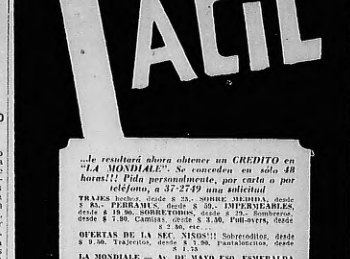 FACIL
...le resultará ahora obtener un CREDITO en
"LA MONDIALE". Se conceden en sólo 48
horas!!! Pida personalmente, por carta o por
teléfono, a 37-2749 una solicitud
TRAJES hechos, desde $ 25.- SOBRE MEDIDA, desde
$ 85.- PERRAMUS, desde $ 59.- IMPERMEABLES,
desde $ 19.90. SOBRETODOS, desde $ 29.- Sombreros,
desde $ 7.90. Camisas, desde $ 3.50. Pull-overs, desde
$ 2.50, etc...
OFERTAS DE LA SEC. NIÑOS!!! Sobretoditos, desde
$ 9.50. Trajecitos, desde $ 7.90. Pantaloncitos, desde
$ 1.75
LA MONDIALE — Av. DE MAYO ESQ. ESMERALDA